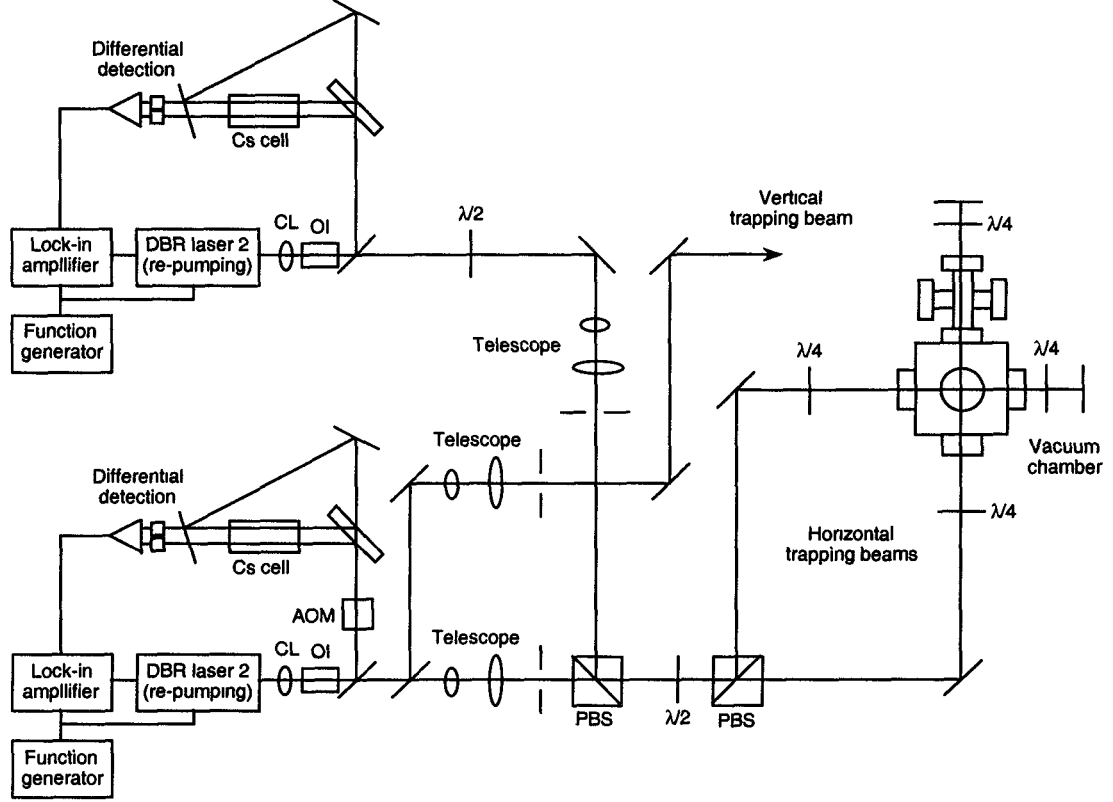 Differential
detection
Cs cell
CL
OI
λ/2
Lock-in
ampllifier
DBR laser 2
(re-pumping)
Function
generator
Vertical
trapping beam
λ/4
Telescope
λ/4
λ/4
Vacuum
chamber
Telescope
Differential
detection
Cs cell
λ/4
Horizontal
trapping beams
AOM
CL
OI
Telescope
Lock-in
ampllifier
DBR laser 2
(re-pumping)
PBS
λ/2
PBS
Function
generator